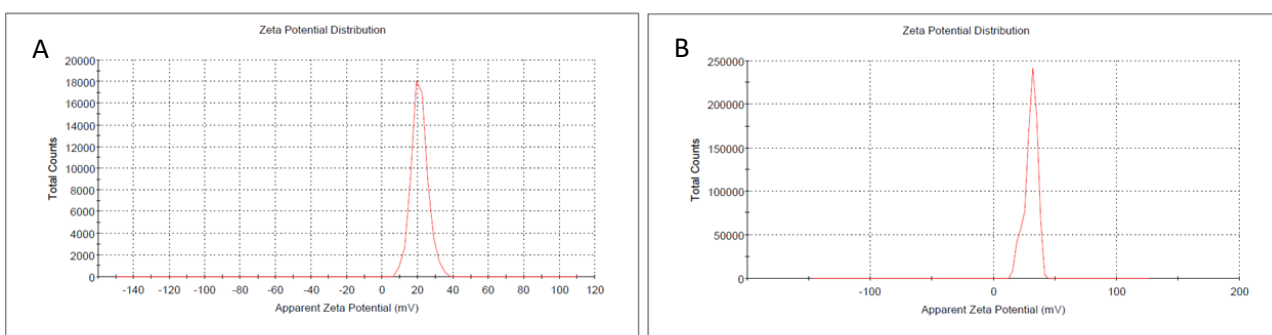 A
Zeta Potential Distribution
Total Counts
20000
18000
16000
14000
12000
10000
8000
6000
4000
2000
0
-140 -120 -100 -80 -60 -40 -20 0 20 40 60 80 100 120
Apparent Zeta Potential (mV)
B
Zeta Potential Distribution
Total Counts
250000
200000
150000
100000
50000
0
-100 0 100 200
Apparent Zeta Potential (mV)